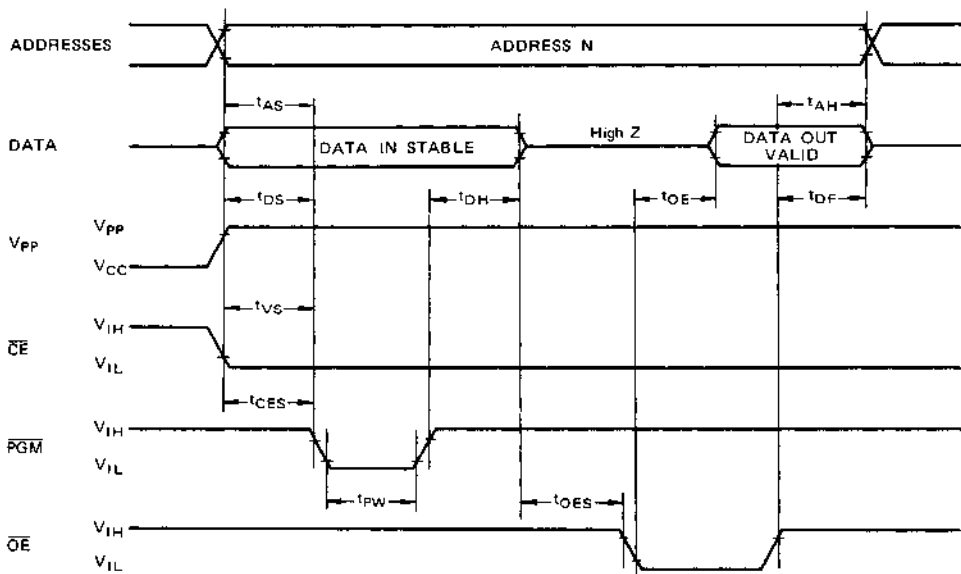 ADDRESSES
ADDRESS N
tAS
tAH
DATA
DATA IN STABLE
High Z
DATA OUT
VALID
tDS
tDH
tOE
tDF
VPP
VPP
VCC
tVS
CE
VIH
VIL
tCES
PGM
VIH
VIL
tPW
tOES
OE
VIH
VIL